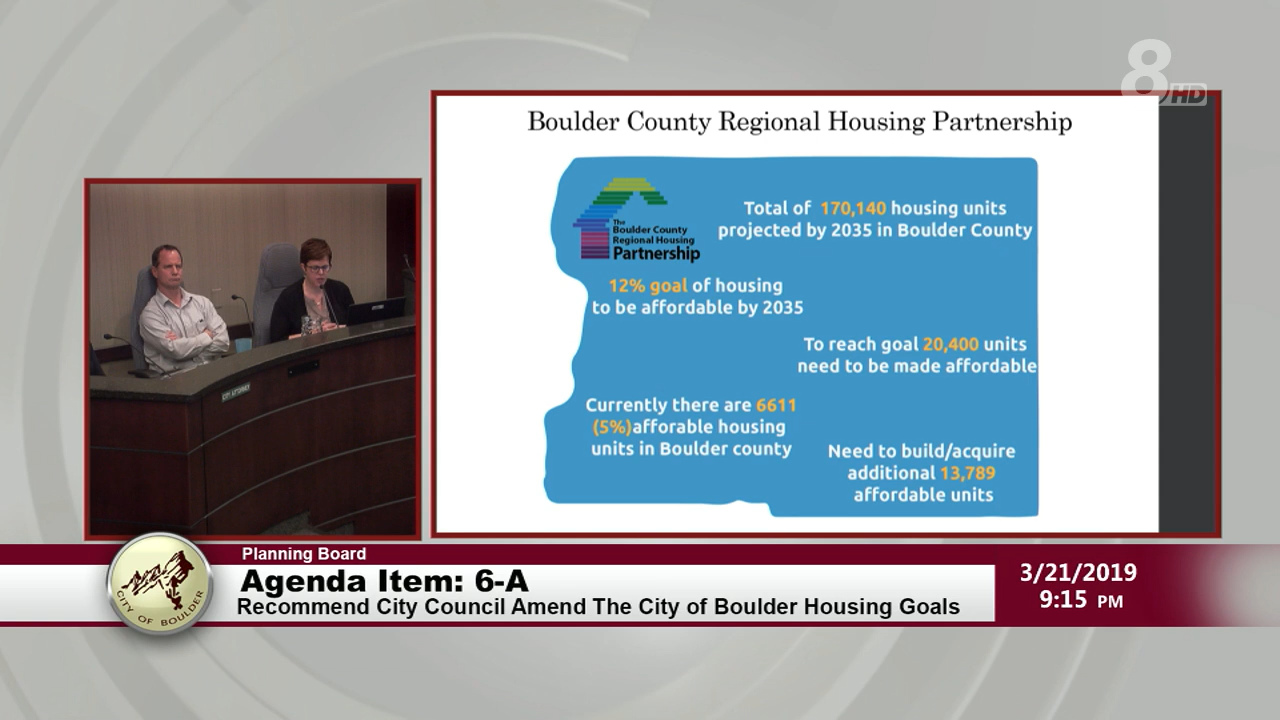 8HD
Boulder County Regional Housing Partnership
The
Boulder County
Regional Housing
Partnership
Total of 170,140 housing units
projected by 2035 in Boulder County
12% goal of housing
to be affordable by 2035
To reach goal 20,400 units
need to be made affordable
Currently there are 6611
(5%)afforable housing
units in Boulder county
Need to build/acquire
additional 13,789
affordable units
CITY ATTORNEY
CITY OF BOULDER
Planning Board
Agenda Item: 6-A
Recommend City Council Amend The City of Boulder Housing Goals
3/21/2019
9:15 PM